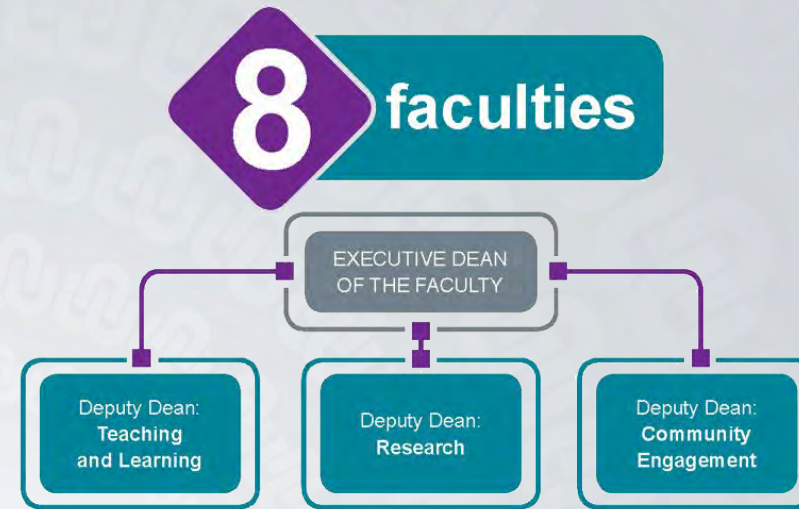 8 faculties
EXECUTIVE DEAN
OF THE FACULTY
Deputy Dean:
Teaching
and Learning
Deputy Dean:
Research
Deputy Dean:
Community
Engagement